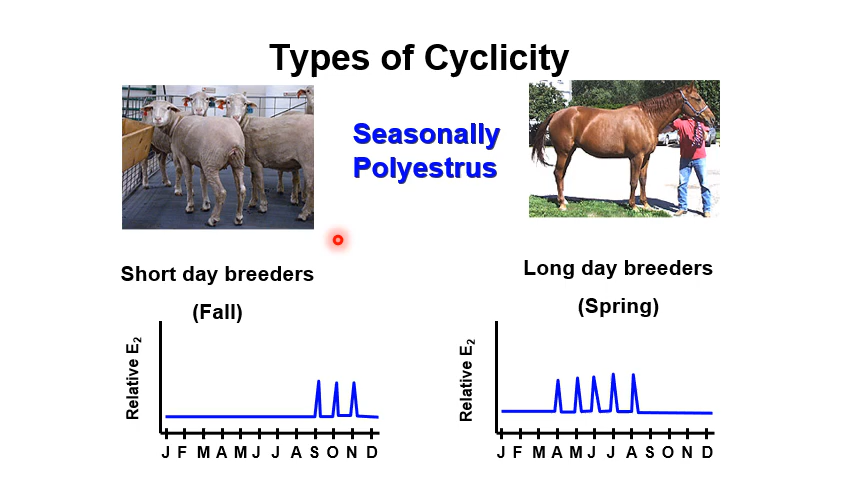 Types of Cyclicity
Seasonally
Polyestrus
Short day breeders
(Fall)
Relative E₂
J F M A M J J A S O N D
Long day breeders
(Spring)
Relative E₂
J F M A M J J A S O N D